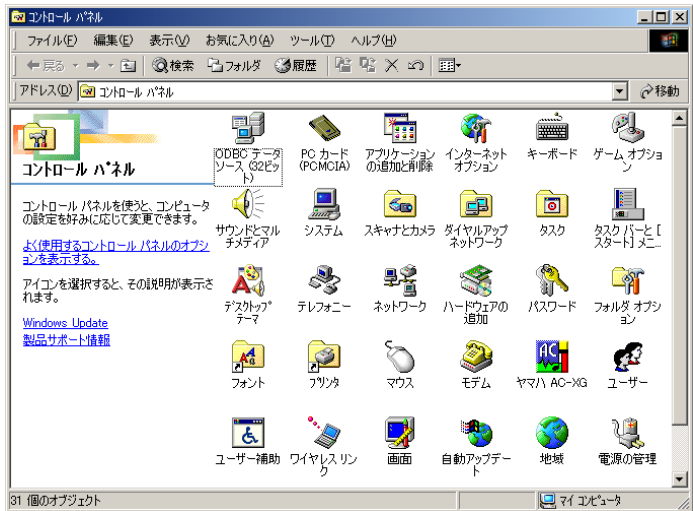 コントロール パネル
ファイル(F) 編集(E) 表示(V) お気に入り(A) ツール(T) ヘルプ(H)
戻る 検索 フォルダ 履歴
アドレス(D) コントロール パネル 移動
コントロール パネル
コントロール パネルを使うと、コンピュータ
の設定を好みに応じて変更できます。
よく使用するコントロール パネルのオプシ
ョンを表示する。
アイコンを選択すると、その説明が表示さ
れます。
Windows Update
製品サポート情報
ODBC データ
ソース (32ビッ
ト)
PC カード
(PCMCIA)
アプリケーション
の追加と削除
インターネット
オプション
キーボード
ゲーム オプショ
ン
サウンドとマル
チメディア
システム
スキャナとカメラ
ダイヤルアップ
ネットワーク
タスク
タスク バーと [
スタート] メニ...
デスクトップ
テーマ
テレフォニー
ネットワーク
ハードウェアの
追加
パスワード
フォルダ オプシ
ョン
フォント
プリンタ
マウス
モデム
ヤマハ AC-XG
ユーザー
ユーザー補助
ワイヤレス リン
ク
画面
自動アップデー
ト
地域
電源の管理
31 個のオブジェクト
マイ コンピュータ